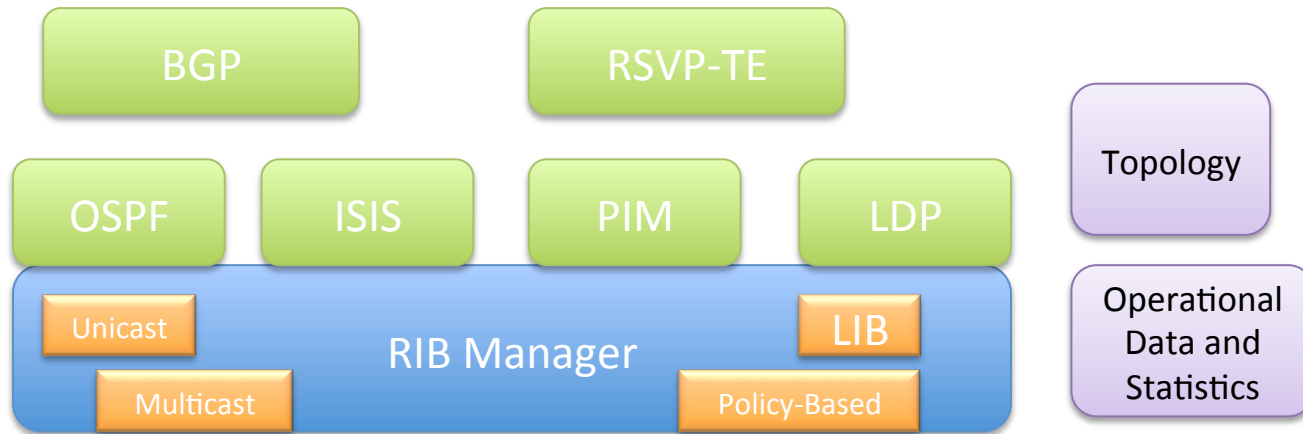 BGP
RSVP-TE
Topology
OSPF
ISIS
PIM
LDP
Unicast
LIB
RIB Manager
Multicast
Policy-Based
Operational
Data and
Statistics